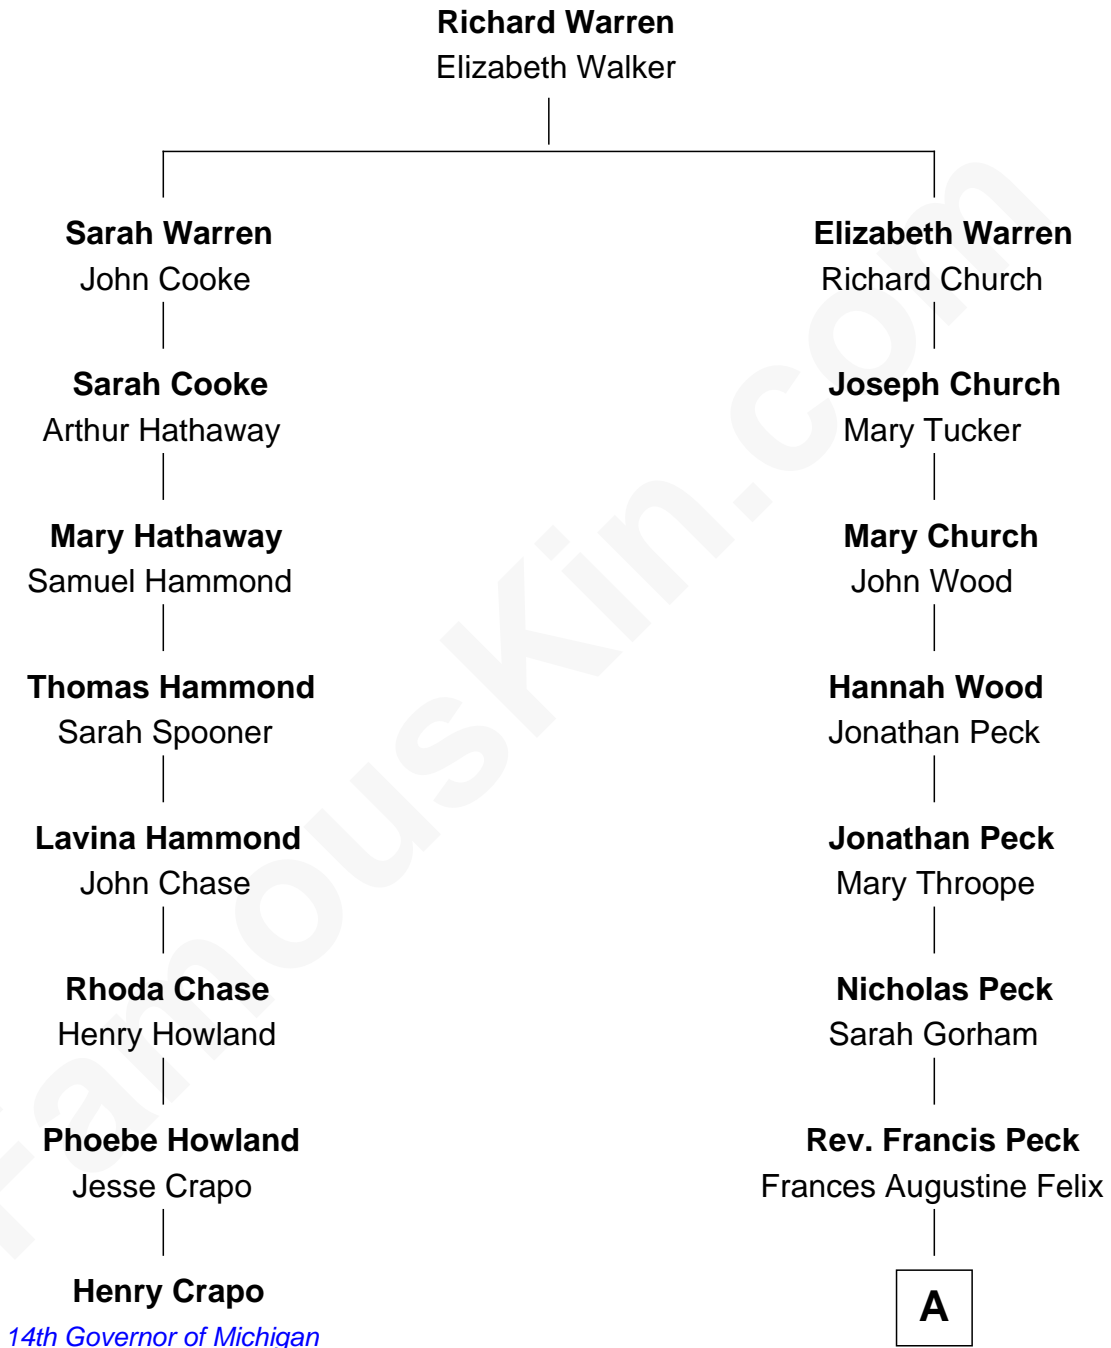 Richard Warren
Elizabeth Walker
Sarah Warren
John Cooke
Elizabeth Warren
Richard Church
Sarah Cooke
Arthur Hathaway
Joseph Church
Mary Tucker
Mary Hathaway
Samuel Hammond
Mary Church
John Wood
Thomas Hammond
Sarah Spooner
Hannah Wood
Jonathan Peck
Lavina Hammond
John Chase
Jonathan Peck
Mary Throope
Rhoda Chase
Henry Howland
Nicholas Peck
Sarah Gorham
Phoebe Howland
Jesse Crapo
Rev. Francis Peck
Frances Augustine Felix
Henry Crapo
14th Governor of Michigan
A
FamousKin.com